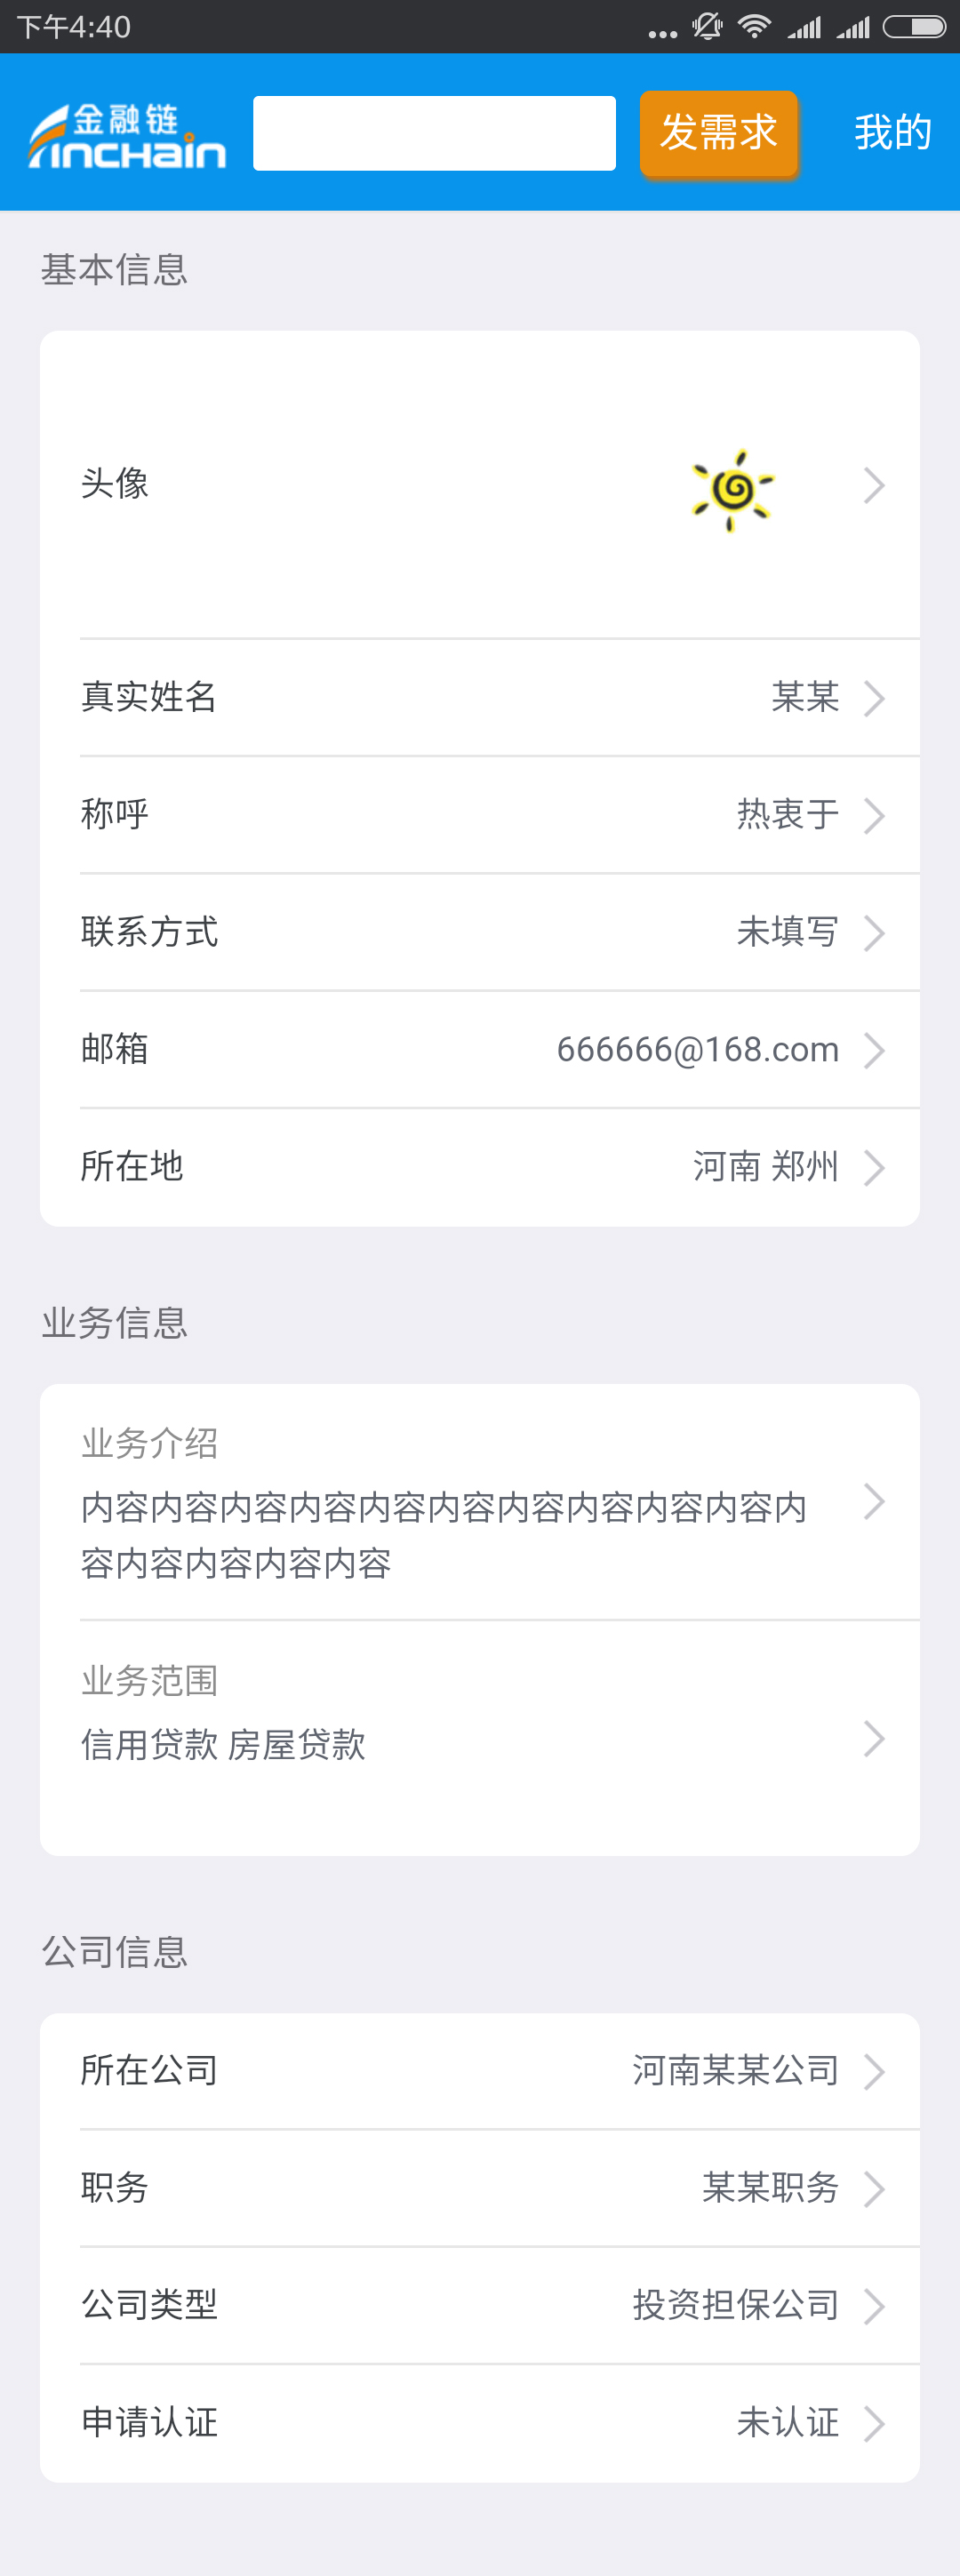 下午4:40
金融链
inchain
发需求
我的
基本信息
头像
真实姓名
某某
称呼
热衷于
联系方式
未填写
邮箱
666666@168.com
所在地
河南 郑州
业务信息
业务介绍
内容内容内容内容内容内容内容内容内容内容内
容内容内容内容内容
业务范围
信用贷款 房屋贷款
公司信息
所在公司
河南某某公司
职务
某某职务
公司类型
投资担保公司
申请认证
未认证